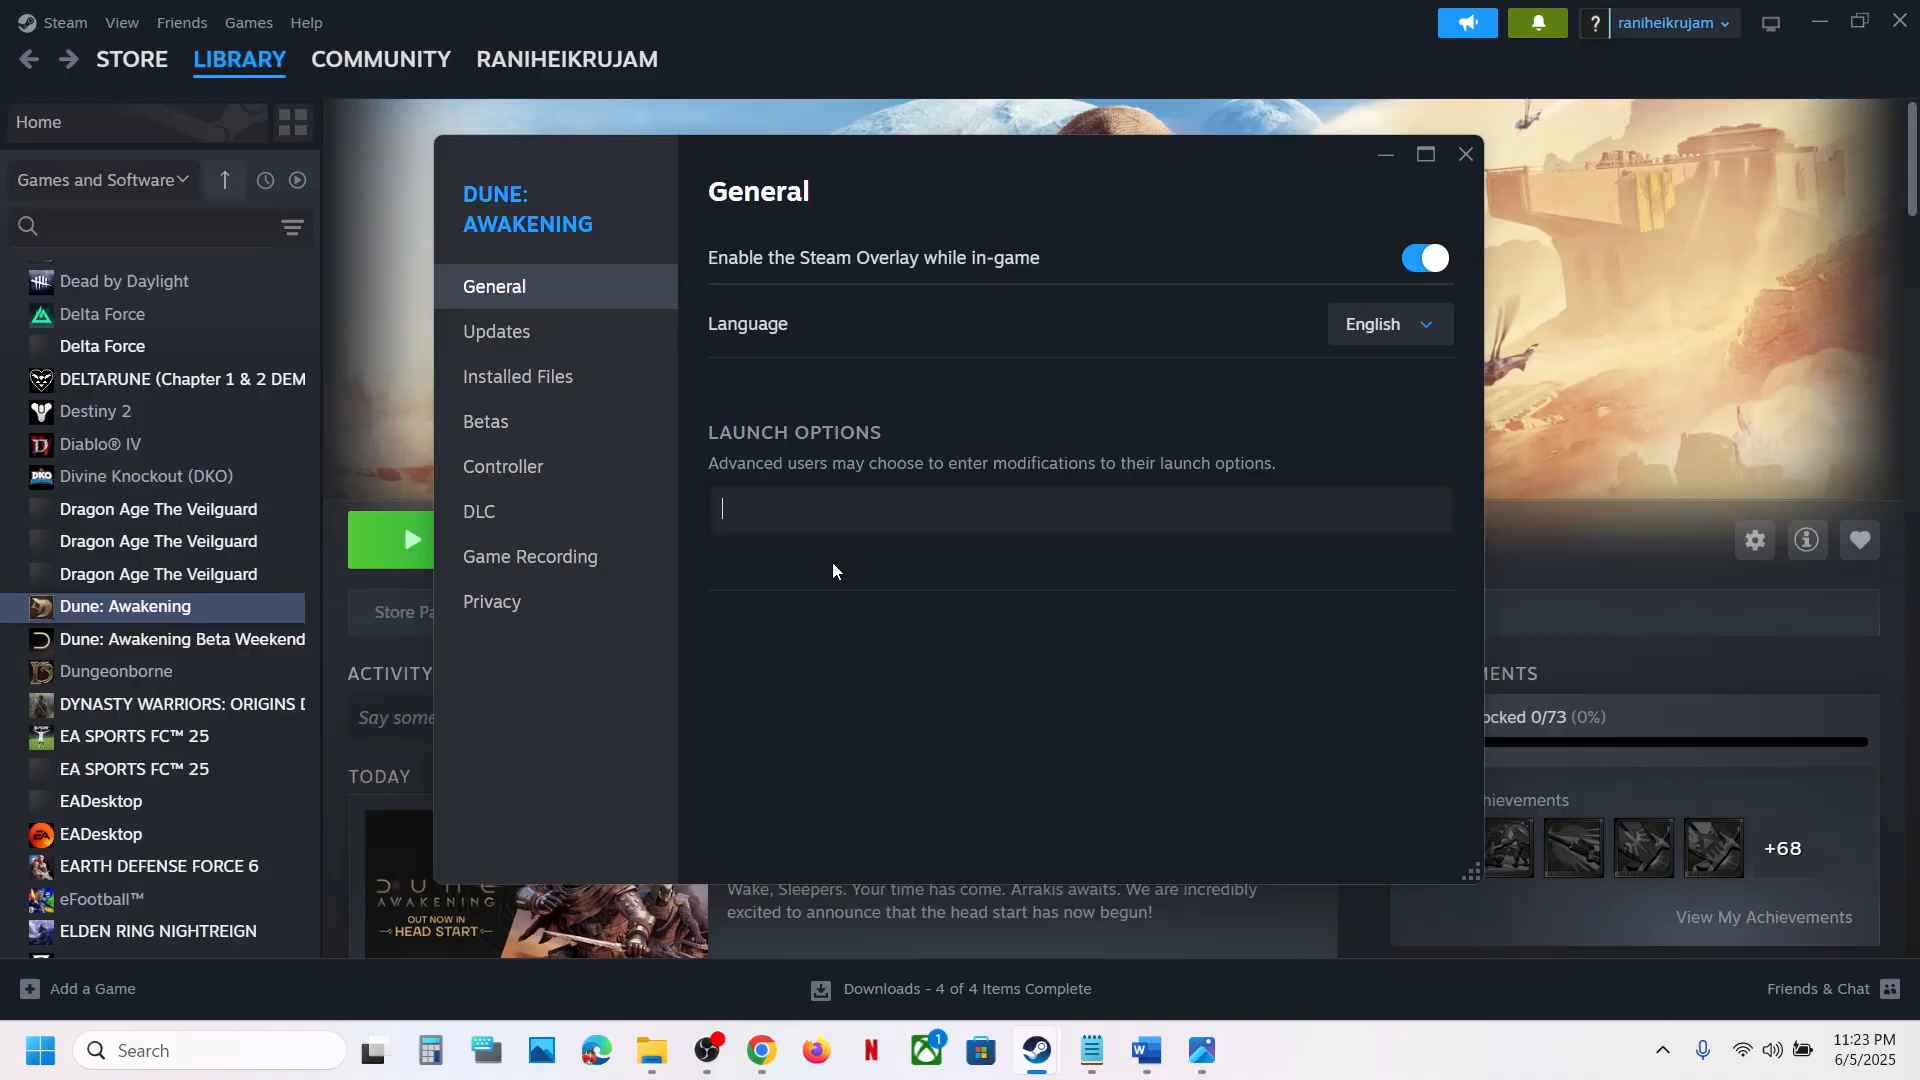 Steam View Friends Games Help
? raniheikrujam
STORE LIBRARY COMMUNITY RANIHEIKRUJAM
Home
Games and Software
Dead by Daylight
Delta Force
Delta Force
DELTARUNE (Chapter 1 & 2 DEM
Destiny 2
Diablo® IV
Divine Knockout (DKO)
Dragon Age The Veilguard
Dragon Age The Veilguard
Dragon Age The Veilguard
Dune: Awakening
Dune: Awakening Beta Weekend
Dungeonborne
DYNASTY WARRIORS: ORIGINS D
EA SPORTS FC™ 25
EA SPORTS FC™ 25
EADesktop
EADesktop
EARTH DEFENSE FORCE 6
eFootball™
ELDEN RING NIGHTREIGN
DUNE:
AWAKENING
General
Updates
Installed Files
Betas
Controller
DLC
Game Recording
Privacy
General
Enable the Steam Overlay while in-game
Language English
LAUNCH OPTIONS
Advanced users may choose to enter modifications to their launch options.
Store Pa
ACTIVITY
Say some
TODAY
DUNE
AWAKENING
OUT NOW IN
HEAD START
Wake, Sleepers. Your time has come. Arrakis awaits. We are incredibly
excited to announce that the head start has now begun!
MENTS
ocked 0/73 (0%)
hievements
+68
View My Achievements
Add a Game
Downloads - 4 of 4 Items Complete
Friends & Chat
Search
1
11:23 PM
6/5/2025